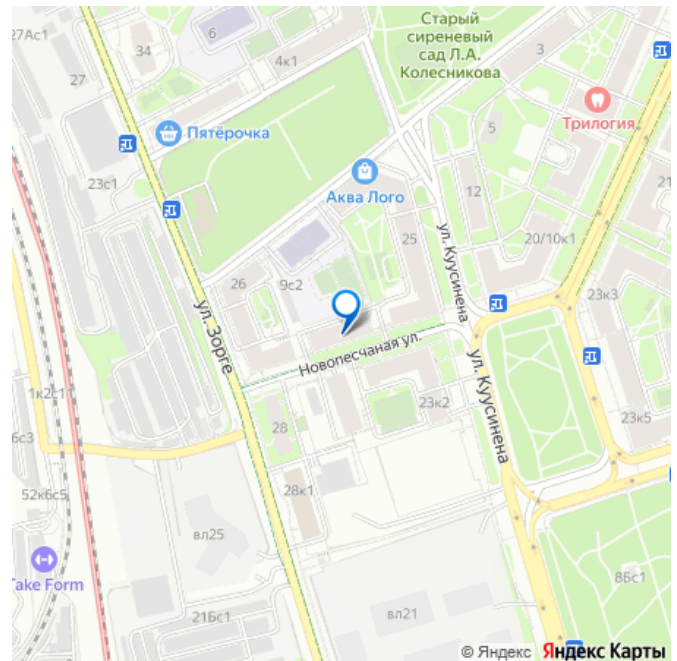 27Ас1
34
6
Старый
сиреневый
сад Л.А.
Колесникова
3
4к1
27
Трилогия
Пятёрочка
5
23с1
Аква Лого
12
21
25
ул. Куусинена
20/10к1
26
9с2
23к3
ул. Зорге
Новопесчаная ул.
ул. Куусинена
1к2с11
23к2
23к5
28
6с3
52к6с5
28к1
вл25
Take Form
8Бс1
21Бс1
вл21
© Яндекс Яндекс Карты